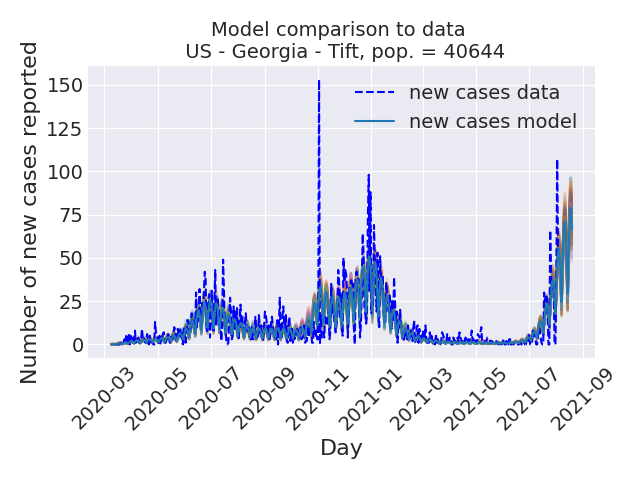 Model comparison to data
US - Georgia - Tift, pop. = 40644
Number of new cases reported
150
125
100
75
50
25
0
new cases data
new cases model
2020-03
2020-05
2020-07
2020-09
2020-11
2021-01
2021-03
2021-05
2021-07
2021-09
Day